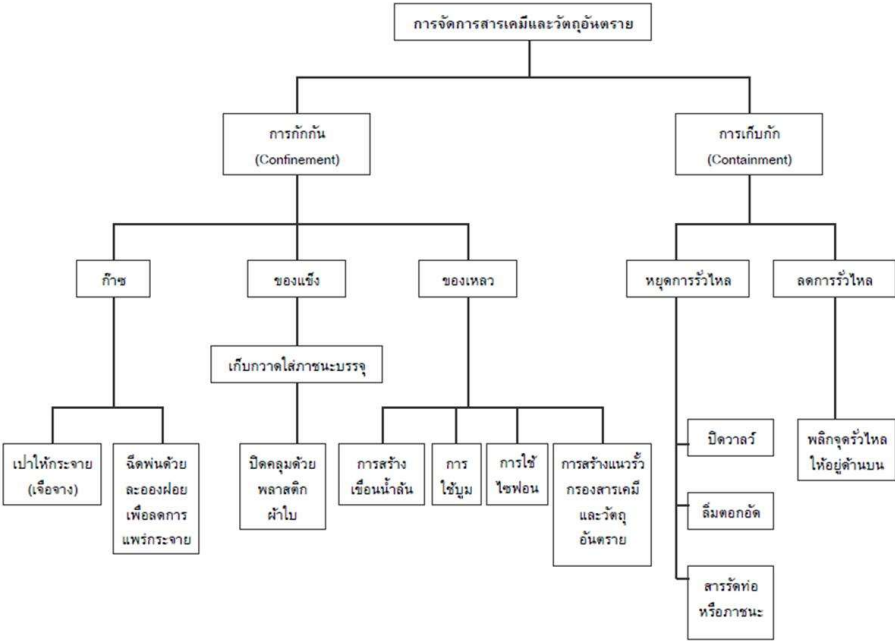 การจัดการสารเคมีและวัตถุอันตราย
การกักกัน
(Confinement)
การเก็บกัก
(Containment)
ก๊าซ
ของแข็ง
ของเหลว
หยุดการรั่วไหล
ลดการรั่วไหล
เก็บกวาดใส่ภาชนะบรรจุ
เปาให้กระจาย
(เจือจาง)
ฉีดพ่นด้วย
ละอองฝอย
เพื่อลดการ
แพร่กระจาย
ปิดคลุมด้วย
พลาสติก
ผ้าใบ
การสร้าง
เขื่อนน้ำล้น
การ
ใช้บูม
การใช้
ไซฟอน
การสร้างแนวรั้ว
กรองสารเคมี
และวัตถุ
อันตราย
ปิดวาลว์
ลิ่มตอกอัด
สารรัดท่อ
หรือภาชนะ
พลิกจุดรั่วไหล
ให้อยู่ด้านบน